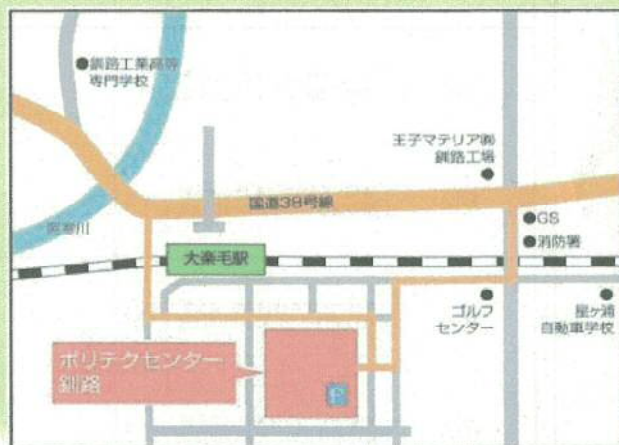 釧路工業高等
専門学校
王子マテリア㈱
釧路工場
国道38号線
阿寒川
GS
消防署
大楽毛駅
ゴルフ
センター
星ヶ浦
自動車学校
ポリテクセンター
釧路
P